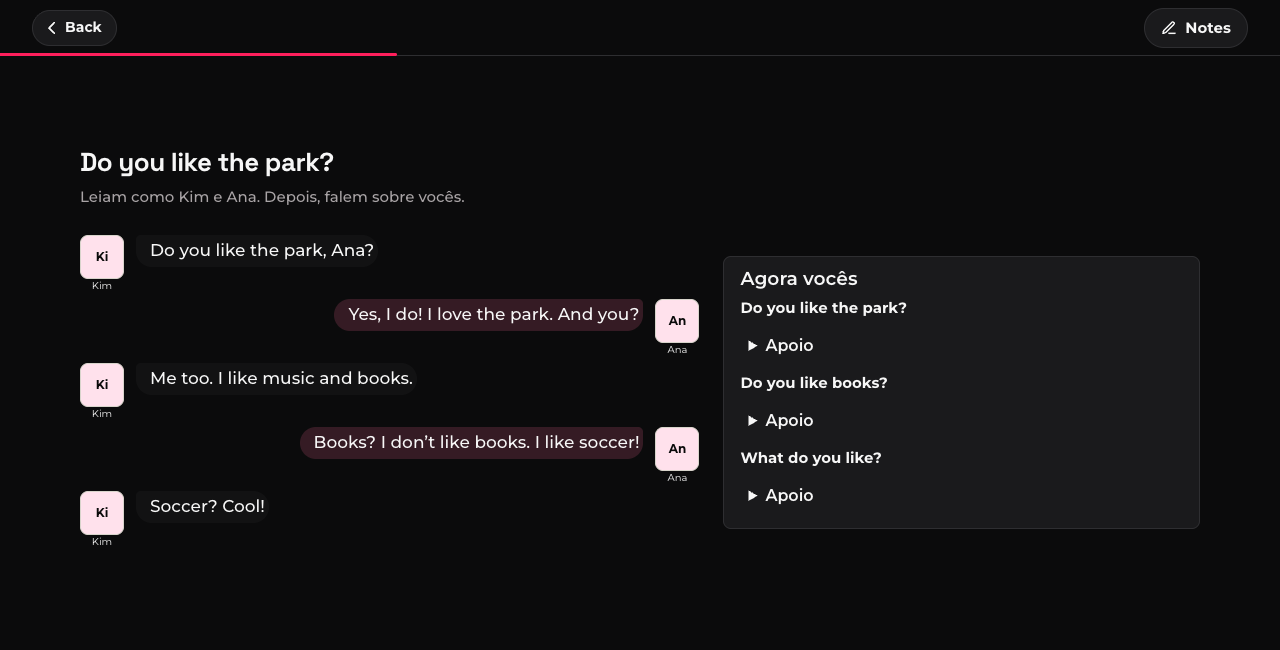 Back
Notes
Do you like the park?
Leiam como Kim e Ana. Depois, falem sobre vocês.
Ki
Kim
Do you like the park, Ana?
Yes, I do! I love the park. And you?
An
Ana
Ki
Kim
Me too. I like music and books.
Books? I don’t like books. I like soccer!
An
Ana
Ki
Kim
Soccer? Cool!
Agora vocês
Do you like the park?
Apoio
Do you like books?
Apoio
What do you like?
Apoio